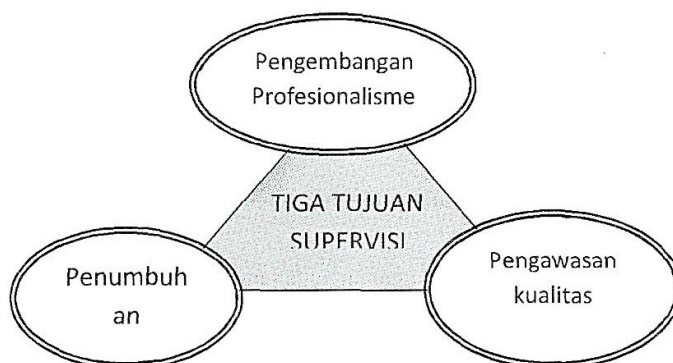 Pengembangan
Profesionalisme
TIGA TUJUAN
SUPERVISI
Penumbuh
an
Pengawasan
kualitas